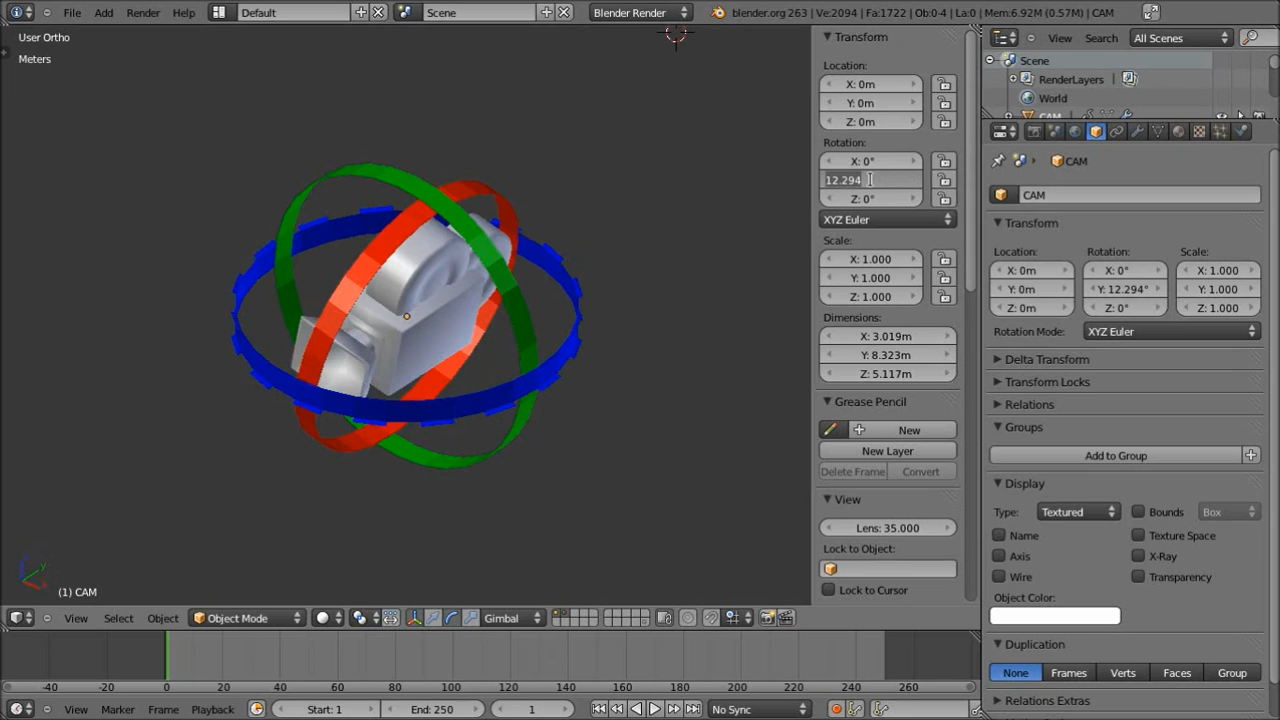 File Add Render Help Default Scene Blender Render blender.org 263 | Ve:2094 | Fa:1722 | Ob:0-4 | La:0 | Mem:6.92M (0.57M) | CAM
User Ortho
Meters
(1) CAM
Transform
Location:
X: 0m
Y: 0m
Z: 0m
Rotation:
X: 0°
12.294
Z: 0°
XYZ Euler
Scale:
X: 1.000
Y: 1.000
Z: 1.000
Dimensions:
X: 3.019m
Y: 8.323m
Z: 5.117m
Grease Pencil
New
New Layer
Delete Frame Convert
View
Lens: 35.000
Lock to Object:
Lock to Cursor
View Search All Scenes
Scene
RenderLayers
World
CAM
CAM
CAM
Transform
Location: Rotation: Scale:
X: 0m X: 0° X: 1.000
Y: 0m Y: 12.294° Y: 1.000
Z: 0m Z: 0° Z: 1.000
Rotation Mode: XYZ Euler
Delta Transform
Transform Locks
Relations
Groups
Add to Group
Display
Type: Textured Bounds Box
Name Texture Space
Axis X-Ray
Wire Transparency
Object Color:
Duplication
None Frames Verts Faces Group
Relations Extras
View Select Object Object Mode Gimbal
-40 -20 0 20 40 60 80 100 120 140 160 180 200 220 240 260
View Marker Frame Playback Start: 1 End: 250 1 No Sync